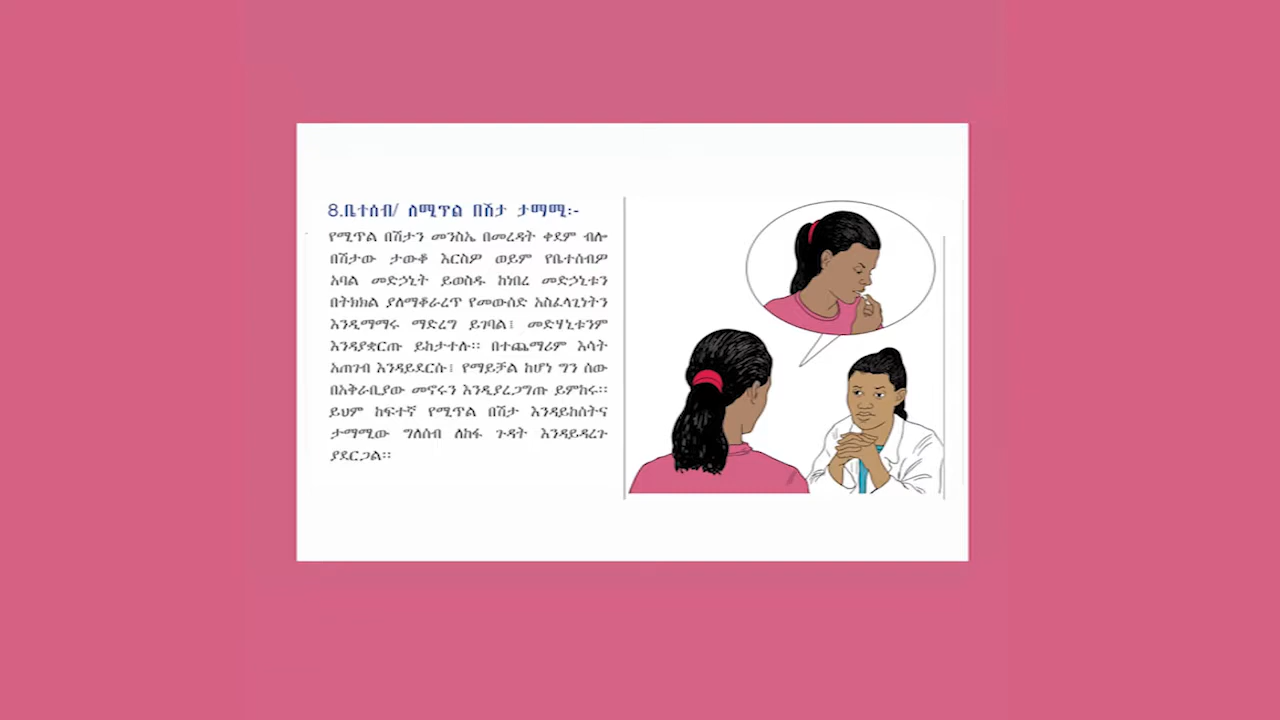 8.ቤተሰብ/ ለሚጥል በሽታ ታማሚ፡-
የሚጥል በሽታን መንስኤ በመረዳት ቀደም ብሎ
በሽታው ታውቆ እርስዎ ወይም የቤተሰብዎ
አባል መድኃኒት ይወስዱ ከነበረ መድኃኒቱን
በትክክል ያለማቆራረጥ የመውሰድ አስፈላጊነትን
እንዲማማሩ ማድረግ ይገባል፤ መድሃኒቱንም
እንዳያቋርጡ ይከታተሉ። በተጨማሪም እሳት
አጠገብ እንዳይደርሱ፤ የማይቻል ከሆነ ግን ሰው
በአቅራቢያው መኖሩን እንዲያረጋግጡ ይምከሩ።
ይህም ከፍተኛ የሚጥል በሽታ እንዳይከሰትና
ታማሚው ግለሰብ ለከፋ ጉዳት እንዳይዳረጉ
ያደርጋል።